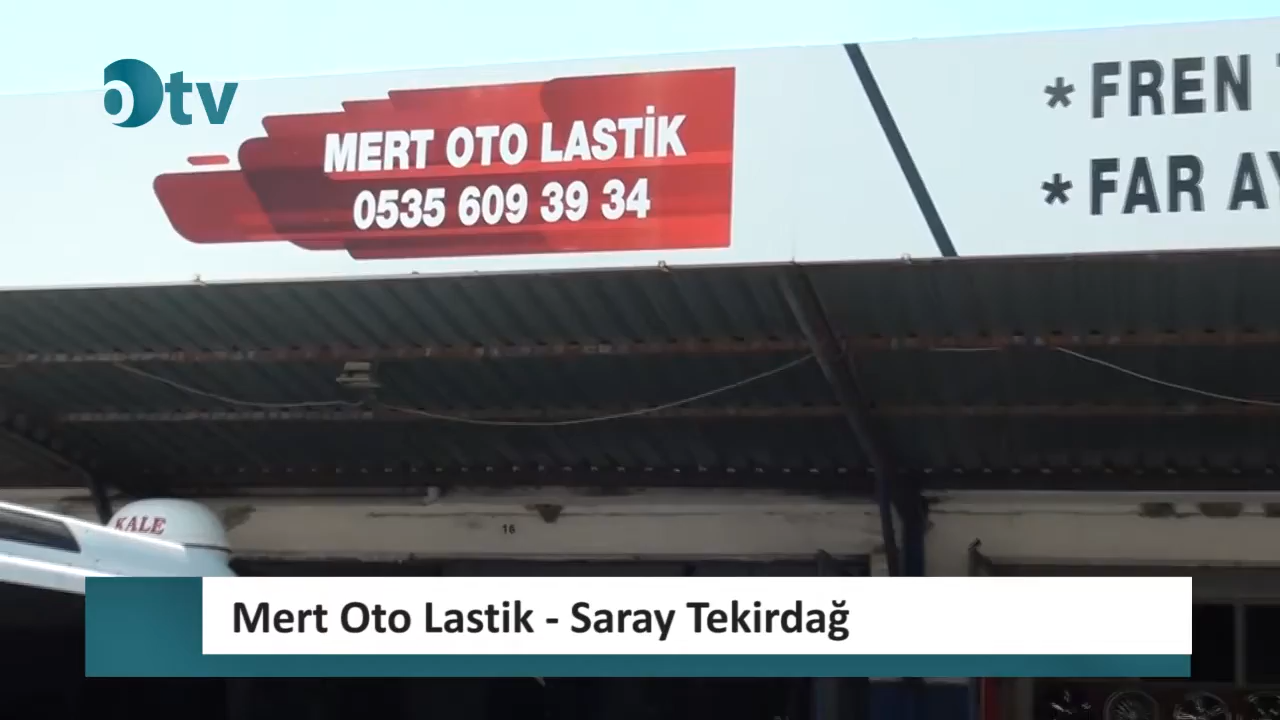 ö tv
MERT OTO LASTİK
0535 609 39 34
* FREN
* FAR
KALE
16
Mert Oto Lastik - Saray Tekirdağ